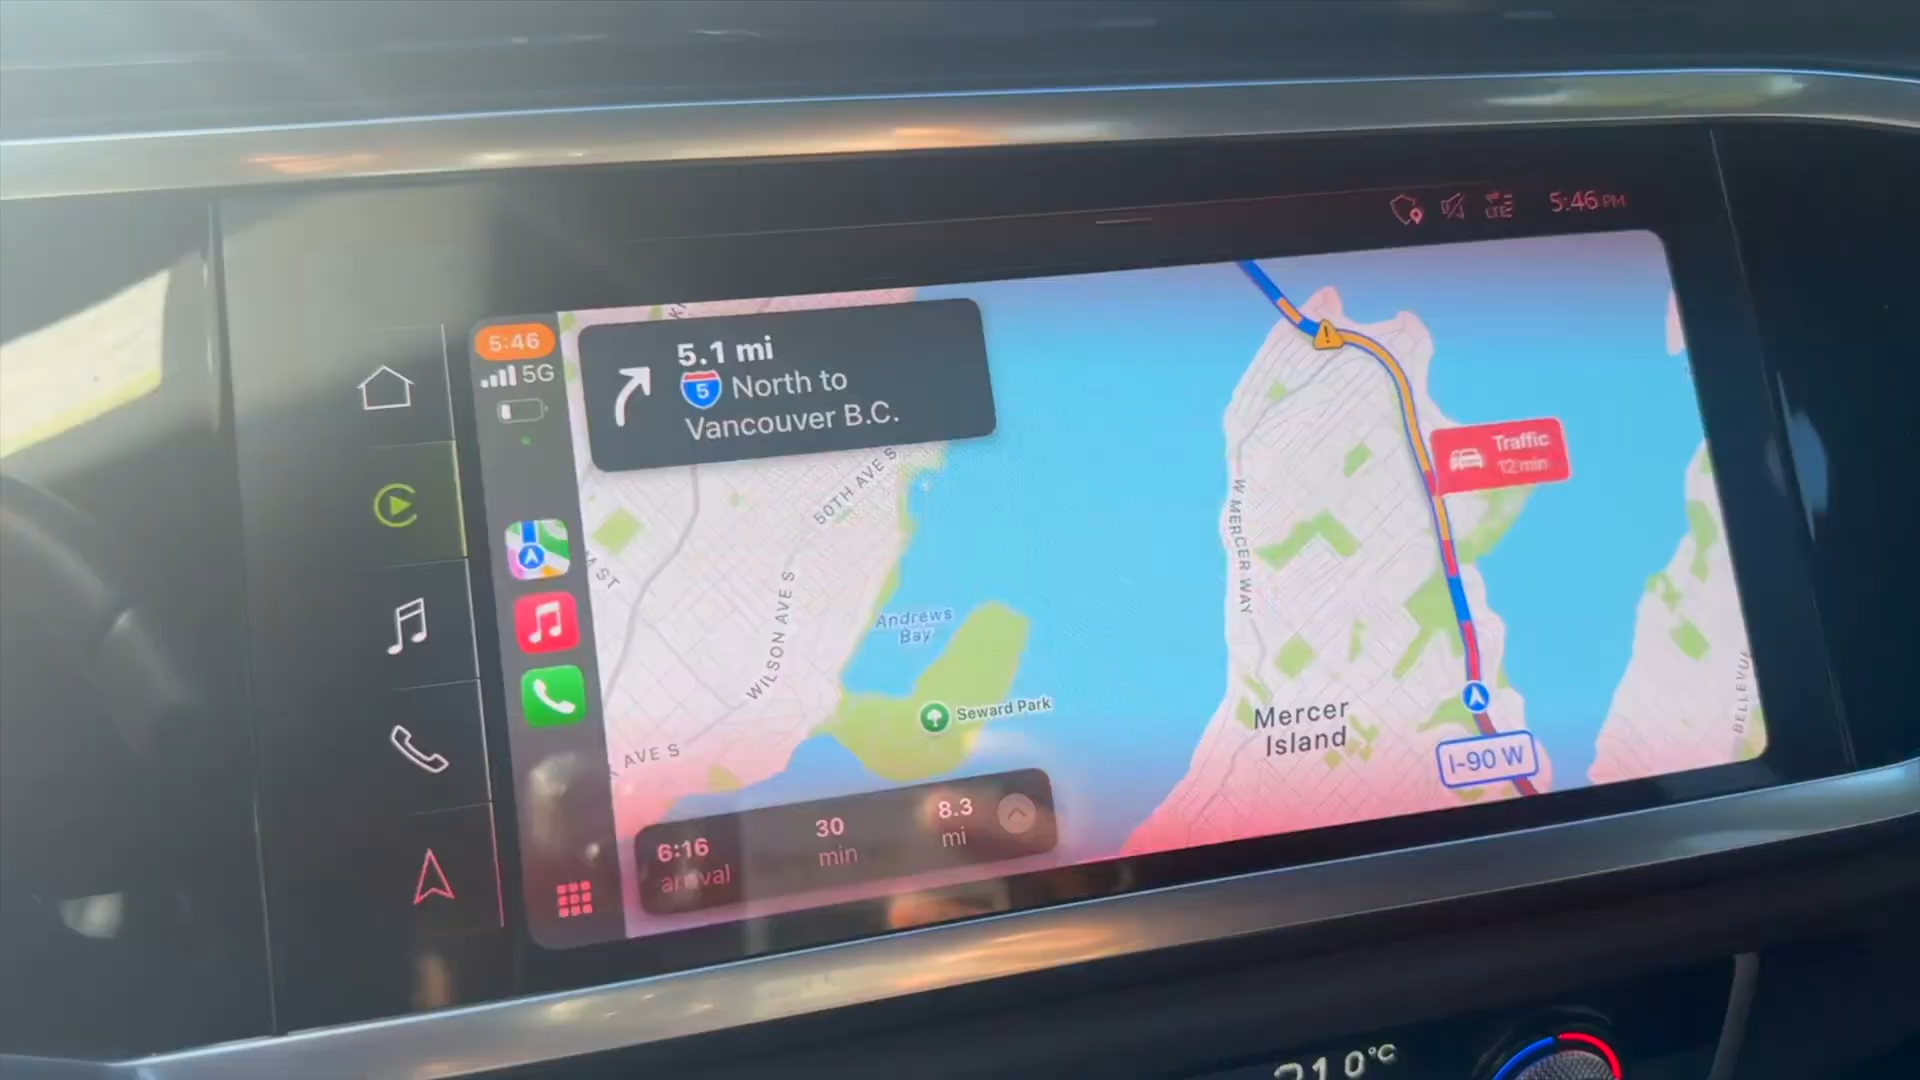 5:46 PM
LTE
5:46
5G
5.1 mi
5 North to
Vancouver B.C.
50TH AVE S
WILSON AVE S
Andrews
Bay
Seward Park
AVE S
W MERCER WAY
Traffic
12 min
Mercer
Island
I-90 W
6:16
arrival
30
min
8.3
mi